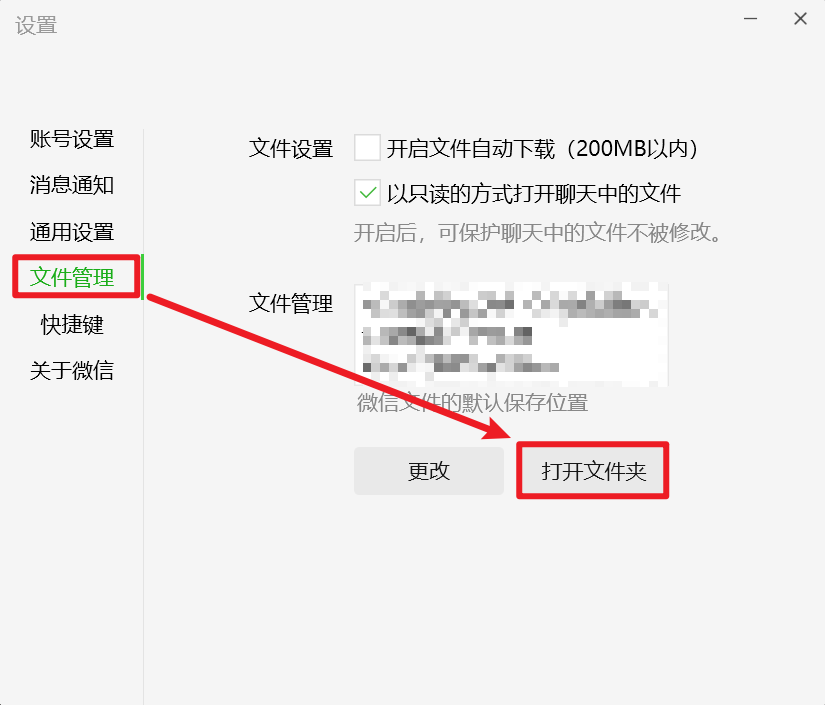 设置
账号设置
消息通知
通用设置
文件管理
快捷键
关于微信
文件设置
开启文件自动下载（200MB以内）
以只读的方式打开聊天中的文件
开启后，可保护聊天中的文件不被修改。
文件管理
微信文件的默认保存位置
更改
打开文件夹